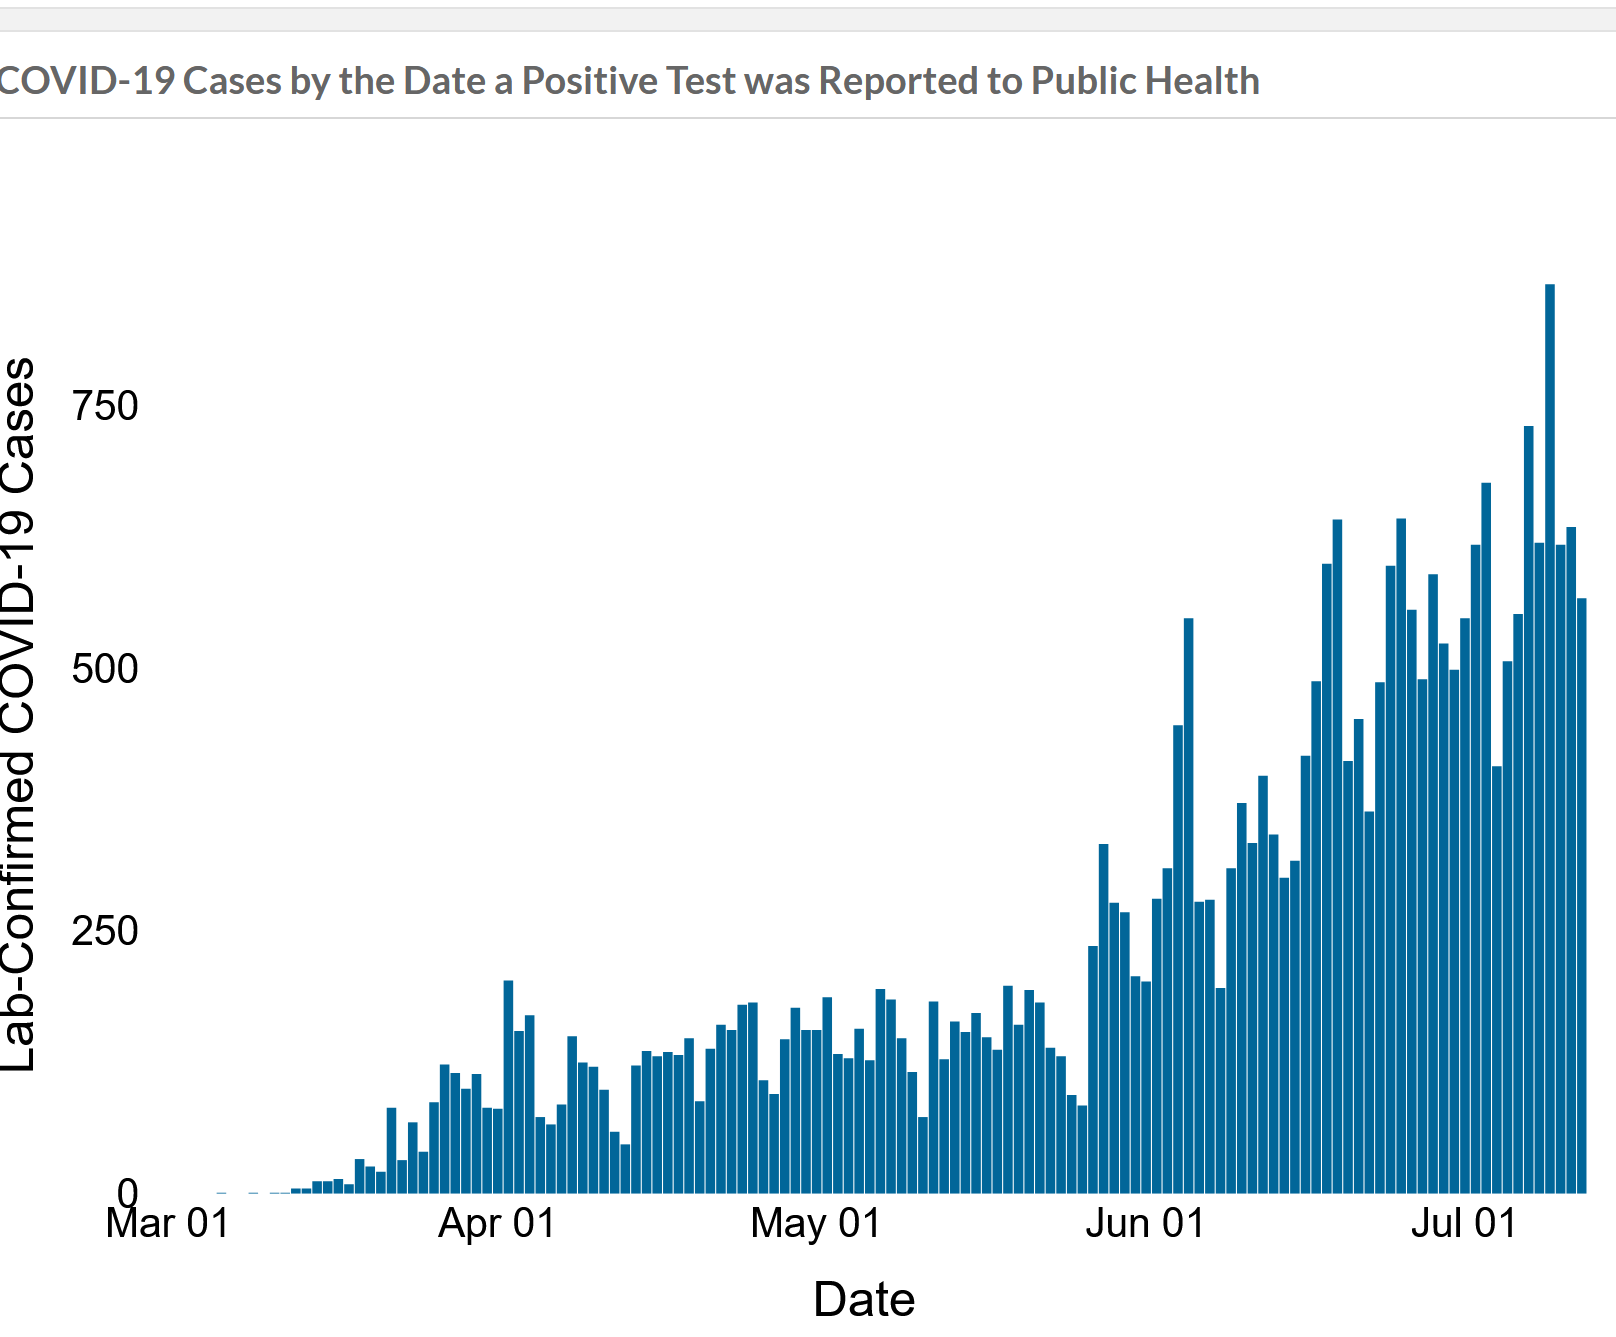 COVID-19 Cases by the Date a Positive Test was Reported to Public Health
Lab-Confirmed COVID-19 Cases
750
500
250
0
Mar 01 Apr 01 May 01 Jun 01 Jul 01
Date